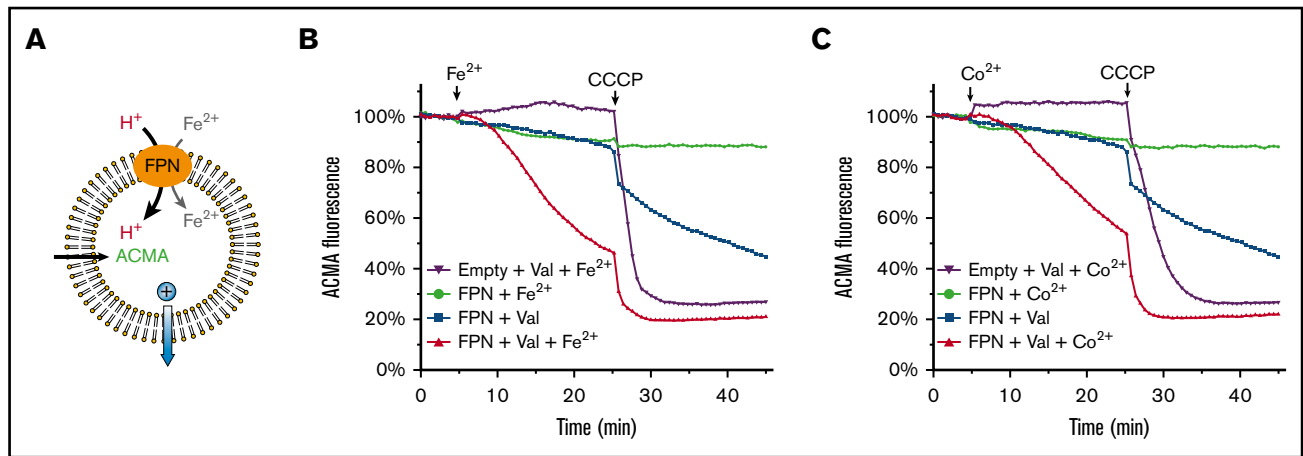 A
H⁺
Fe²⁺
FPN
H⁺
Fe²⁺
ACMA
+
B
Fe²⁺
CCCP
100%
80%
60%
40%
20%
0%
ACMA fluorescence
Empty + Val + Fe²⁺
FPN + Fe²⁺
FPN + Val
FPN + Val + Fe²⁺
0 10 20 30 40
Time (min)
C
Co²⁺
CCCP
100%
80%
60%
40%
20%
0%
ACMA fluorescence
Empty + Val + Co²⁺
FPN + Co²⁺
FPN + Val
FPN + Val + Co²⁺
0 10 20 30 40
Time (min)